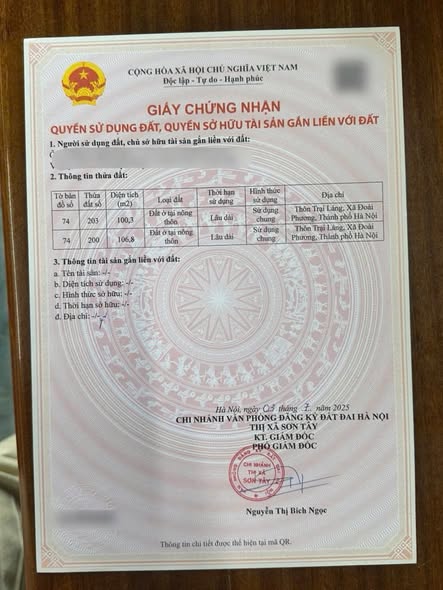 CỘNG HÒA XÃ HỘI CHỦ NGHĨA VIỆT NAM
Độc lập - Tự do - Hạnh phúc
GIẤY CHỨNG NHẬN
QUYỀN SỬ DỤNG ĐẤT, QUYỀN SỞ HỮU TÀI SẢN GẮN LIỀN VỚI ĐẤT
1. Người sử dụng đất, chủ sở hữu tài sản gắn liền với đất:
2. Thông tin thửa đất:
Tờ bản đồ số Thửa đất số Diện tích (m2) Loại đất Thời hạn sử dụng Hình thức sử dụng Địa chỉ
74 203 100,3 Đất ở tại nông thôn Lâu dài Sử dụng chung Thôn Trại Láng, Xã Đoài Phương, Thành phố Hà Nội
74 200 106,8 Đất ở tại nông thôn Lâu dài Sử dụng chung Thôn Trại Láng, Xã Đoài Phương, Thành phố Hà Nội
3. Thông tin tài sản gắn liền với đất:
a. Tên tài sản: -/-
b. Diện tích sử dụng: -/-
c. Hình thức sở hữu: -/-
d. Thời hạn sở hữu: -/-
đ. Địa chỉ: -/-
Hà Nội, ngày tháng năm 2025
CHI NHÁNH VĂN PHÒNG ĐĂNG KÝ ĐẤT ĐAI HÀ NỘI
THỊ XÃ SƠN TÂY
KT. GIÁM ĐỐC
PHÓ GIÁM ĐỐC
CHI NHÁNH
THỊ XÃ
SƠN TÂY
Nguyễn Thị Bích Ngọc
Thông tin chi tiết được thể hiện tại mã QR.